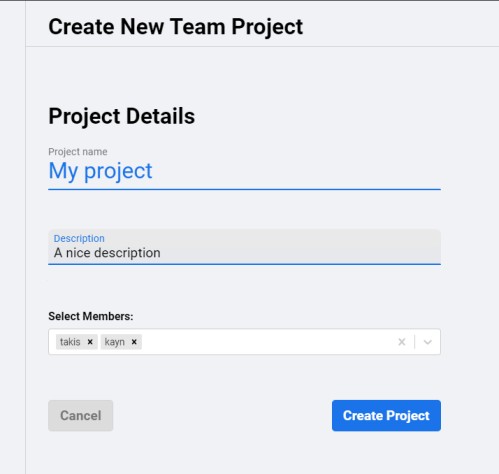 Create New Team Project
Project Details
Project name
My project
Description
A nice description
Select Members:
takis × kayn ×
Cancel Create Project